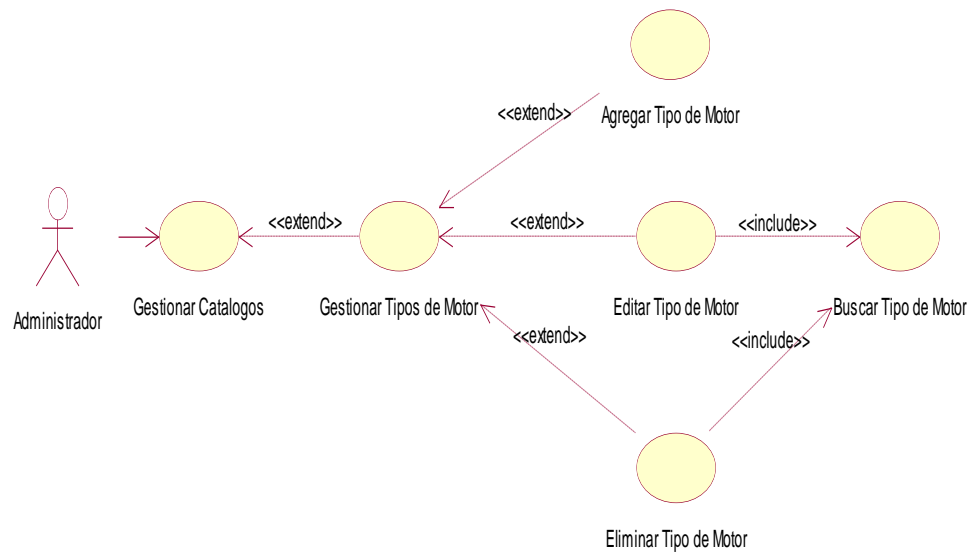 <<extend>>
Agregar Tipo de Motor
<<extend>>
<<extend>>
<<include>>
Administrador
Gestionar Catalogos
Gestionar Tipos de Motor
Editar Tipo de Motor
Buscar Tipo de Motor
<<extend>>
<<include>>
Eliminar Tipo de Motor